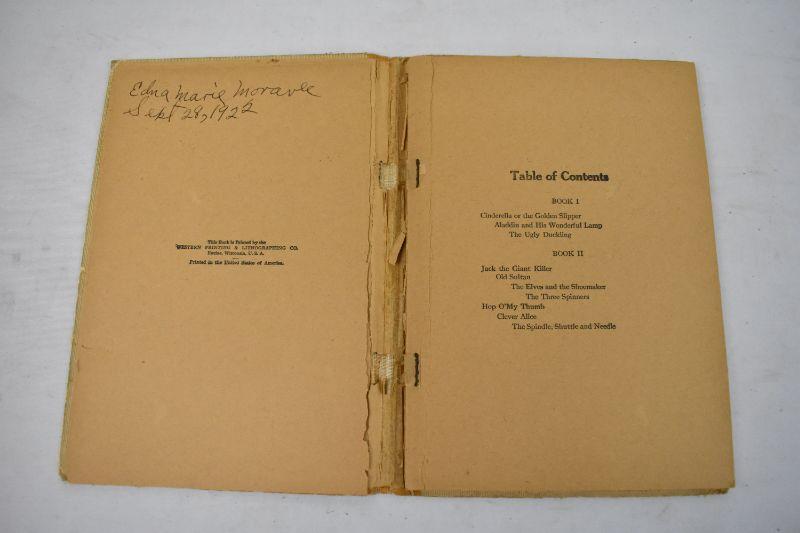 Edna Marie Moravec
Sept 28, 1922
This Book is Printed by the
WESTERN PRINTING & LITHOGRAPHING CO.
Racine, Wisconsin, U. S. A.
Printed in the United States of America.
Table of Contents
BOOK I
Cinderella or the Golden Slipper
Aladdin and His Wonderful Lamp
The Ugly Duckling
BOOK II
Jack the Giant Killer
Old Sultan
The Elves and the Shoemaker
The Three Spinners
Hop O'My Thumb
Clever Alice
The Spindle, Shuttle and Needle